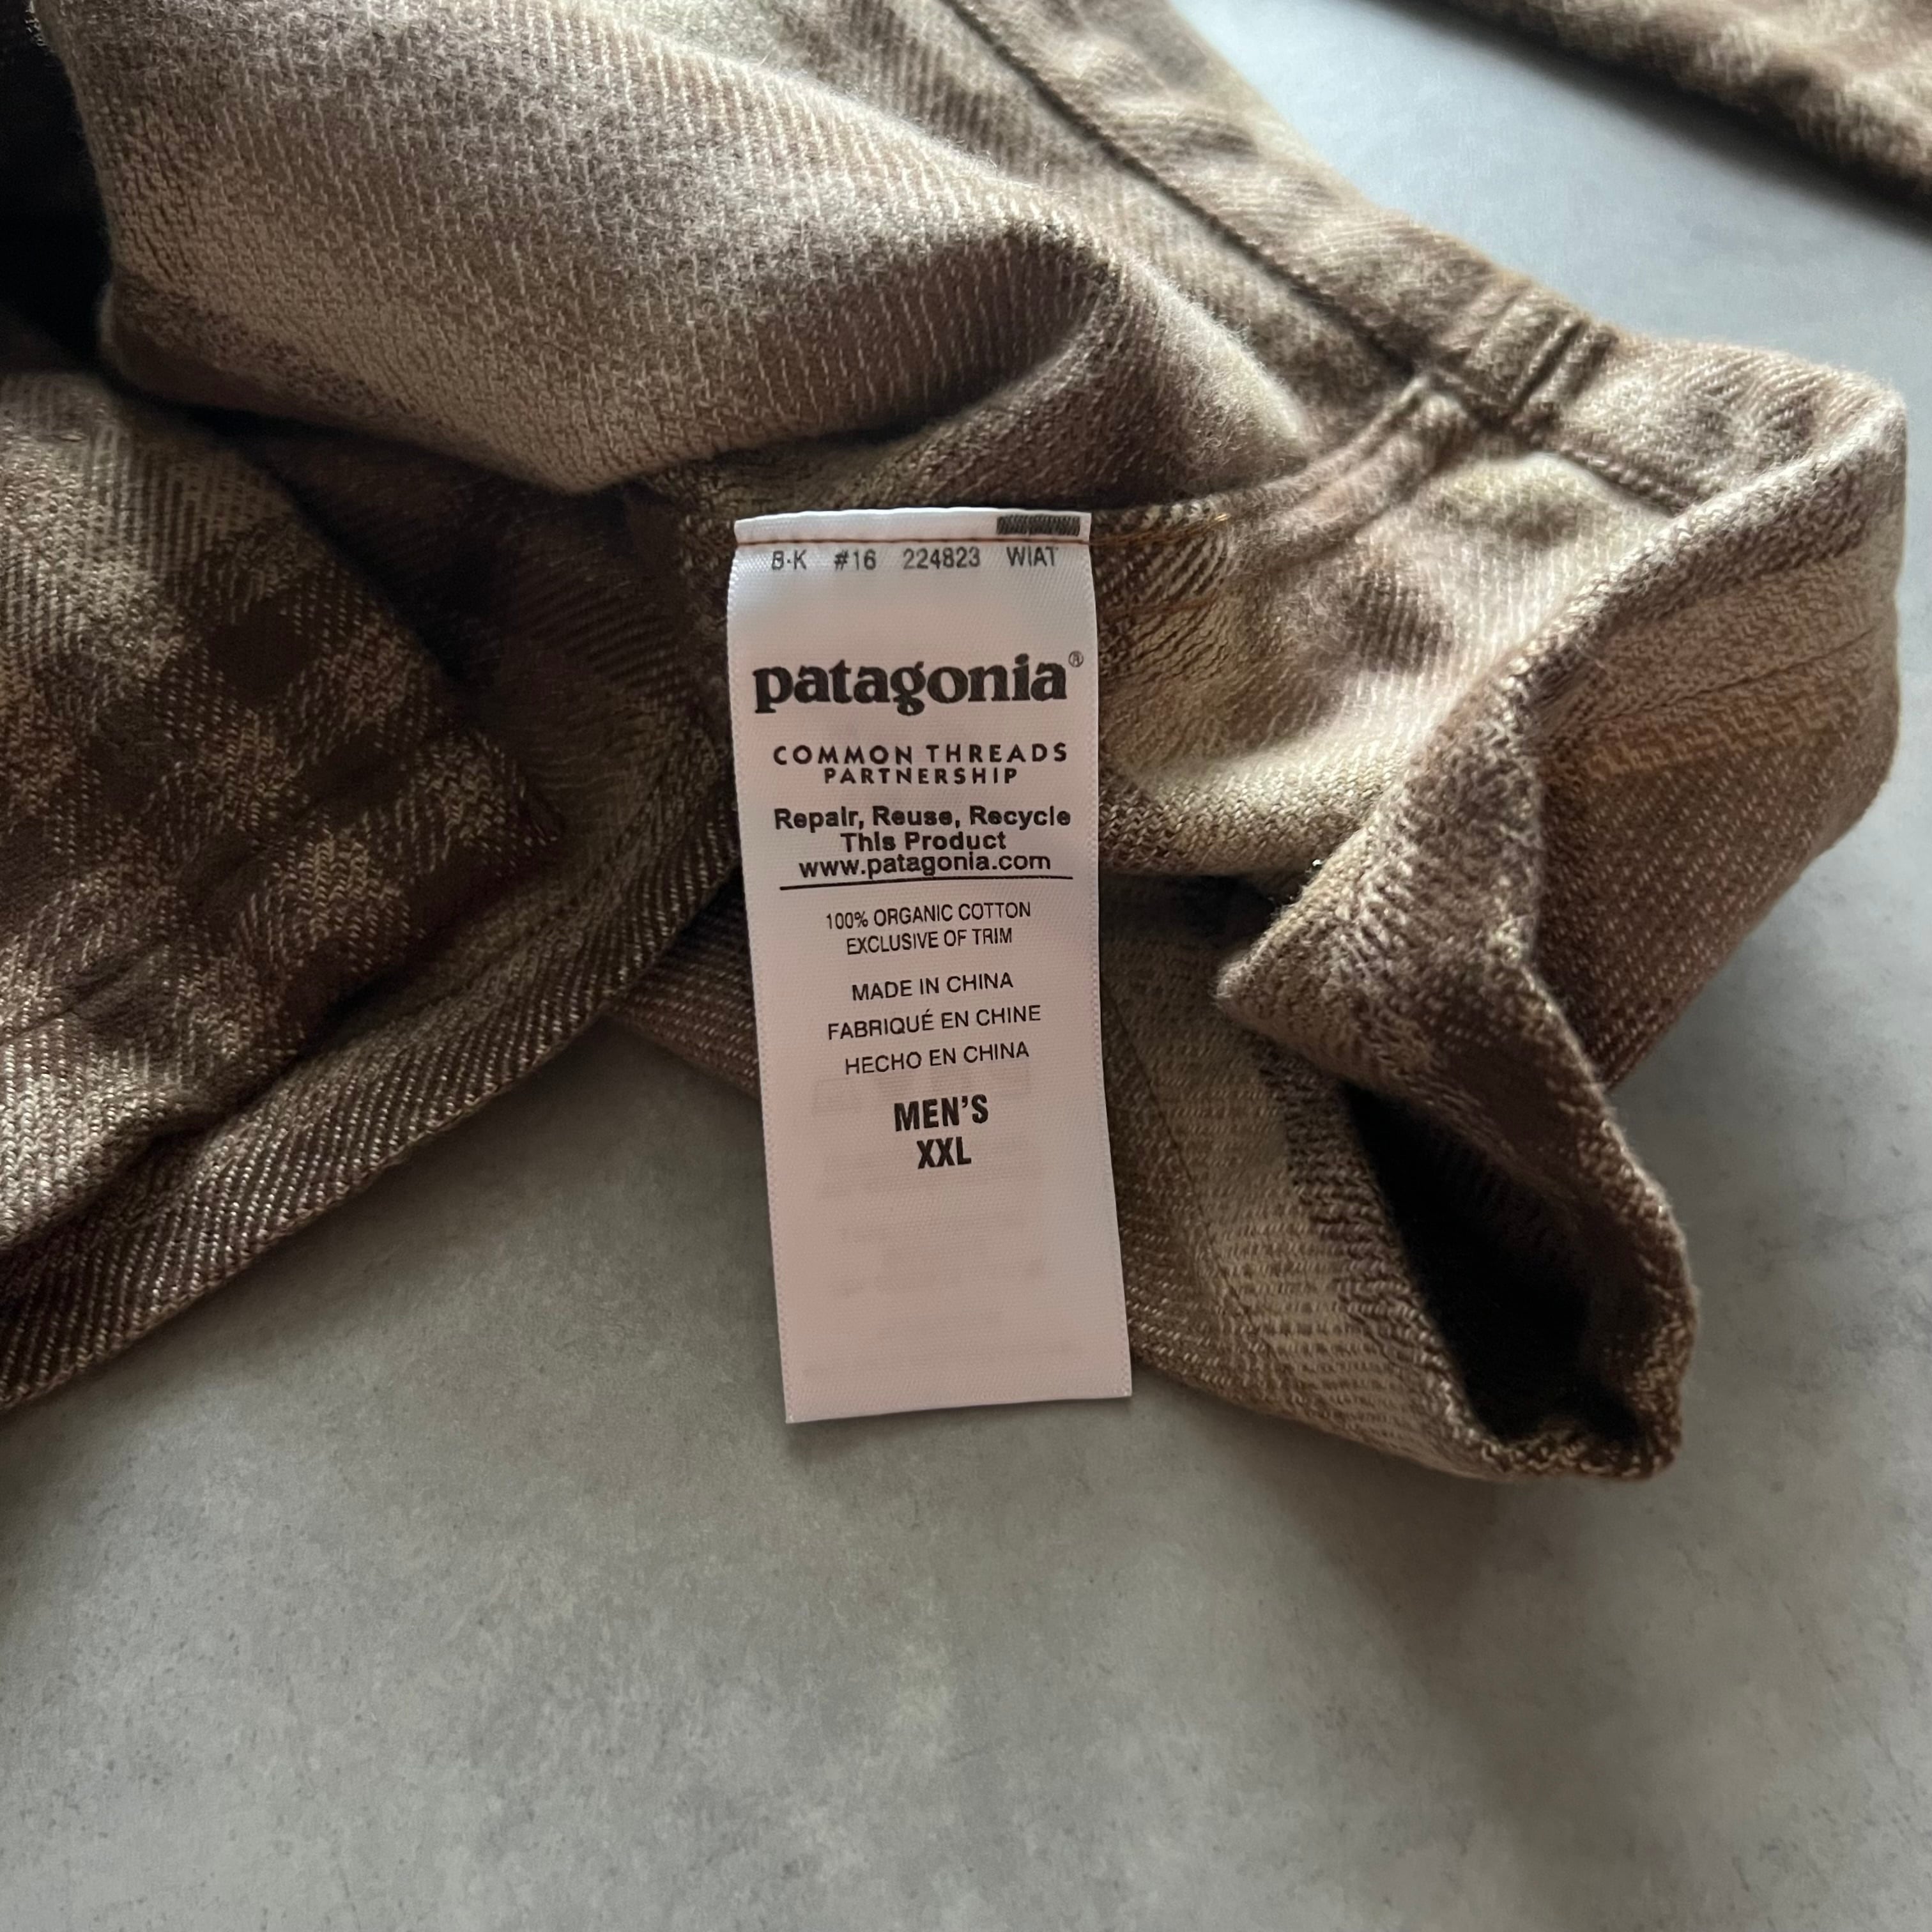 B·K #16 224823 WIAT
patagonia®
COMMON THREADS
PARTNERSHIP
Repair, Reuse, Recycle
This Product
www.patagonia.com
100% ORGANIC COTTON
EXCLUSIVE OF TRIM
MADE IN CHINA
FABRIQUÉ EN CHINE
HECHO EN CHINA
MEN'S
XXL